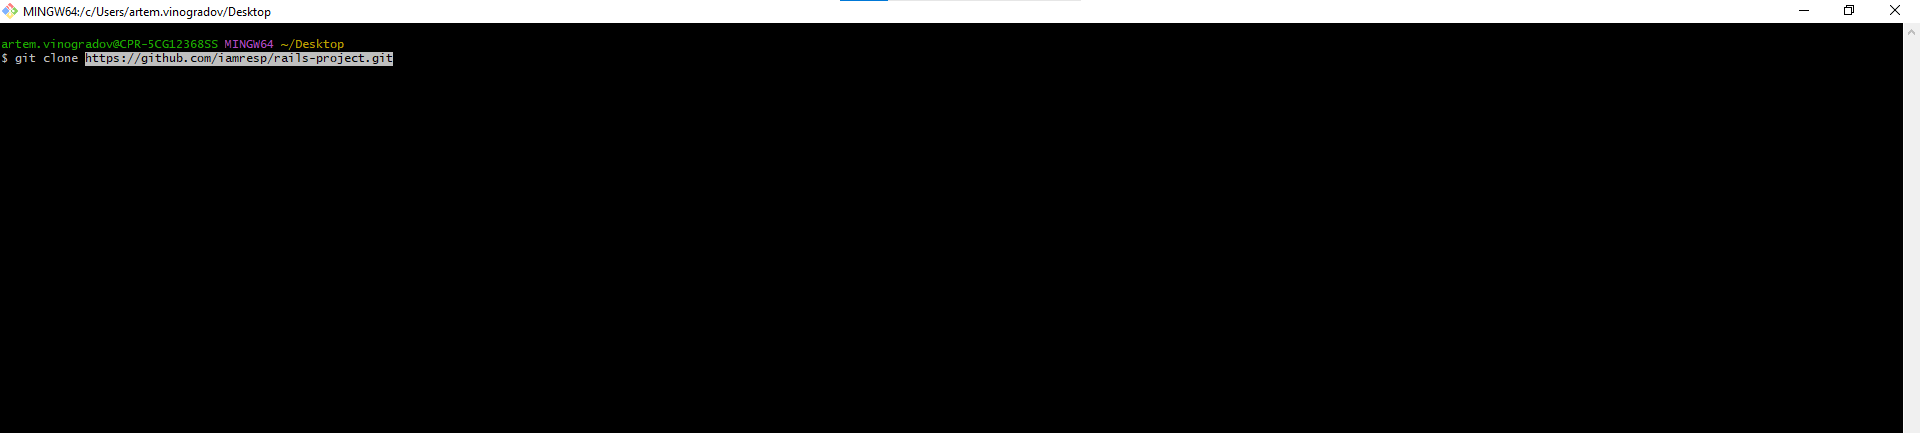 MINGW64:/c/Users/artem.vinogradov/Desktop
artem.vinogradov@CPR-5CG12368SS MINGW64 ~/Desktop
$ git clone https://github.com/iamresp/rails-project.git